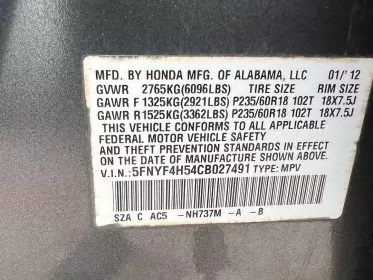 MFD. BY HONDA MFG. OF ALABAMA, LLC 01/'12
GVWR 2765KG(6096LBS) TIRE SIZE RIM SIZE
GAWR F 1325KG(2921LBS) P235/60R18 102T 18X7.5J
GAWR R1525KG(3362LBS) P235/60R18 102T 18X7.5J
THIS VEHICLE CONFORMS TO ALL APPLICABLE
FEDERAL MOTOR VEHICLE SAFETY BUMPER,
AND THEFT PREVENTION STANDARDS IN EFFECT
ON THE DATE OF MANUFACTURE SHOWN ABOVE.
V.I.N.: 5FNYF4H54CB027491 TYPE: MPV
SZA C AC5 -NH737M -A -B